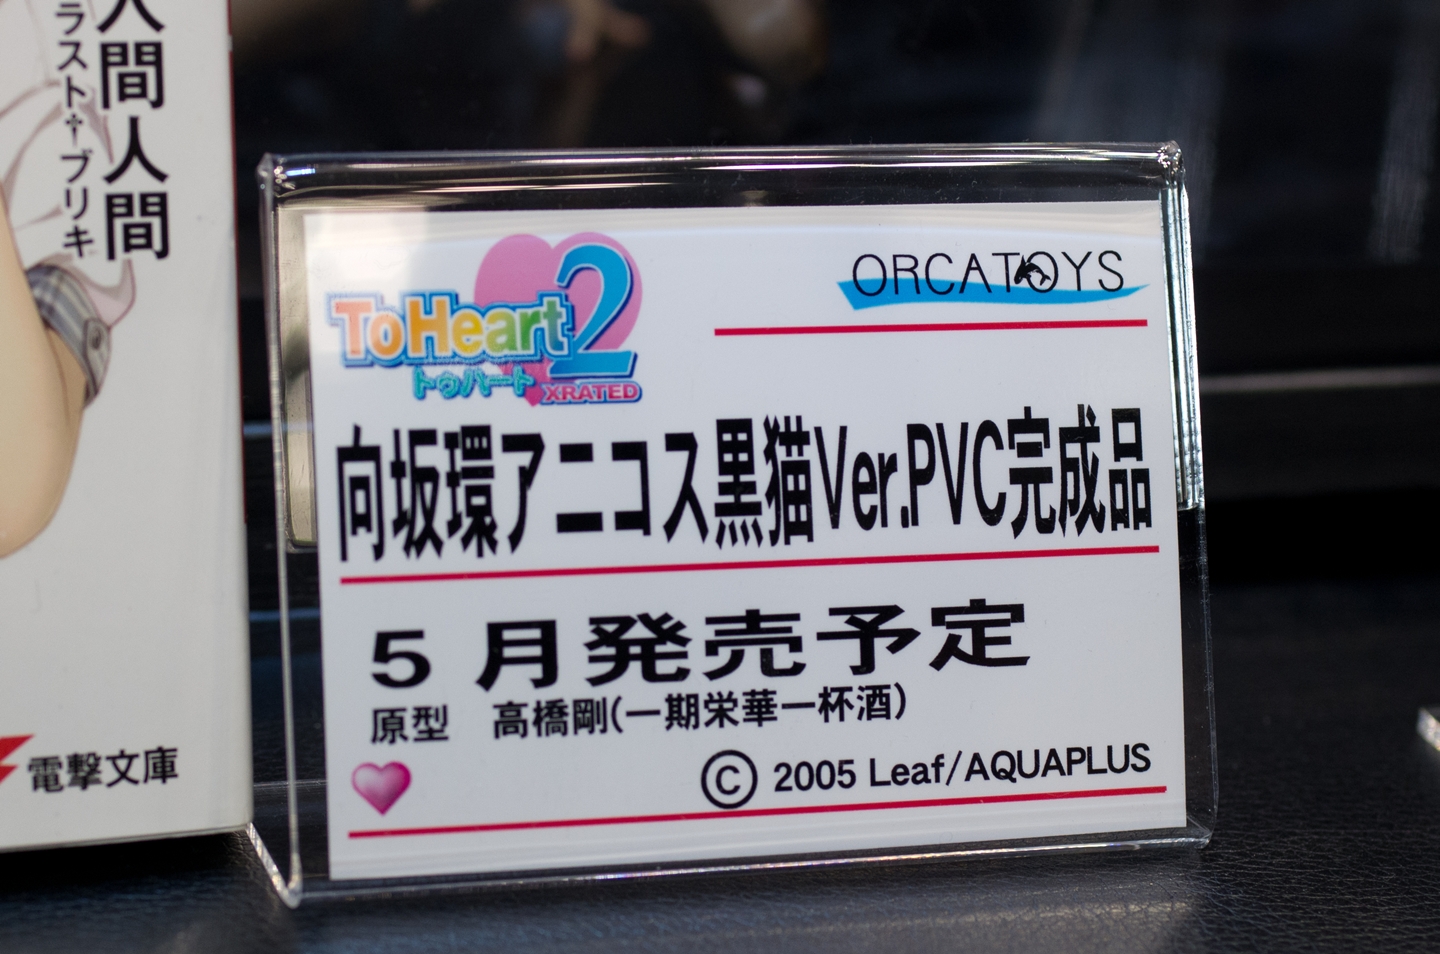 人間人間
ラスト†ブリキ
電撃文庫
ToHeart2
トゥハート
XRATED
ORCATOYS
向坂環アニコス黒猫Ver.PVC完成品
5月発売予定
原型 高橋剛(一期栄華一杯酒)
© 2005 Leaf/AQUAPLUS